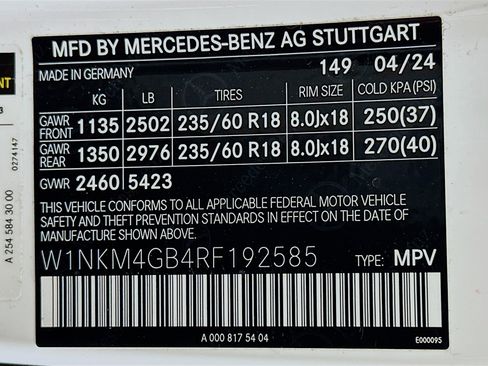 MFD BY MERCEDES-BENZ AG STUTTGART
MADE IN GERMANY 149 04/24
KG LB TIRES RIM SIZE COLD KPA (PSI)
GAWR FRONT 1135 2502 235/60 R18 8.0Jx18 250(37)
GAWR REAR 1350 2976 235/60 R18 8.0Jx18 270(40)
GVWR 2460 5423
THIS VEHICLE CONFORMS TO ALL APPLICABLE FEDERAL MOTOR VEHICLE
SAFETY AND THEFT PREVENTION STANDARDS IN EFFECT ON THE DATE
OF MANUFACTURE SHOWN ABOVE.
W1NKM4GB4RF192585 TYPE: MPV
A 000 817 54 04 E000095
A 254 584 30 00
0274147